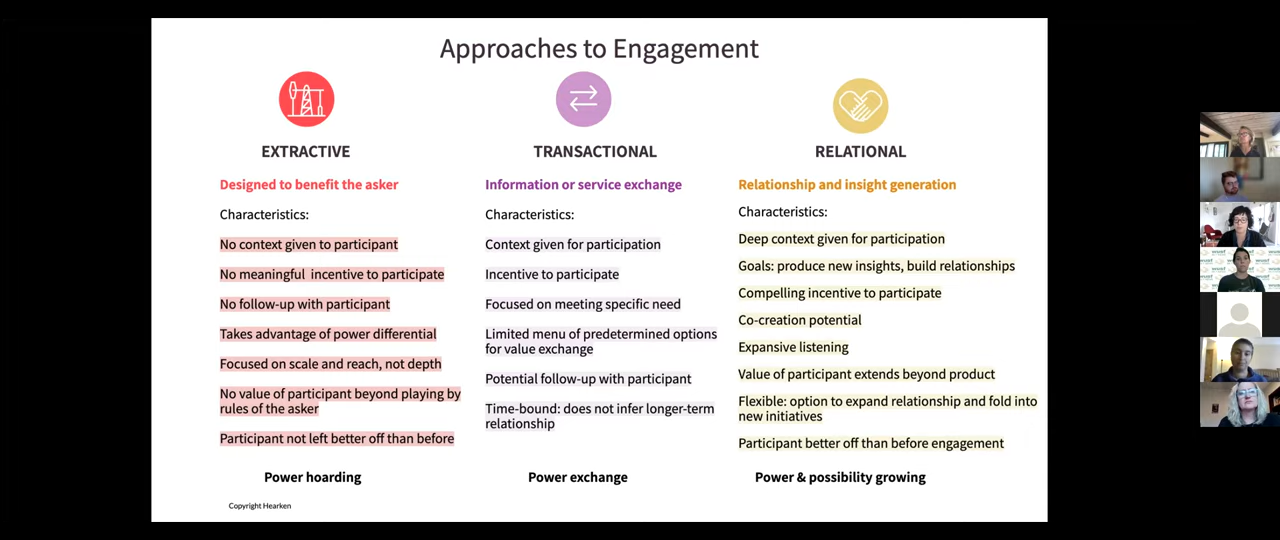 Approaches to Engagement
EXTRACTIVE
Designed to benefit the asker
Characteristics:
No context given to participant
No meaningful incentive to participate
No follow-up with participant
Takes advantage of power differential
Focused on scale and reach, not depth
No value of participant beyond playing by
rules of the asker
Participant not left better off than before
Power hoarding
TRANSACTIONAL
Information or service exchange
Characteristics:
Context given for participation
Incentive to participate
Focused on meeting specific need
Limited menu of predetermined options
for value exchange
Potential follow-up with participant
Time-bound: does not infer longer-term
relationship
Power exchange
RELATIONAL
Relationship and insight generation
Characteristics:
Deep context given for participation
Goals: produce new insights, build relationships
Compelling incentive to participate
Co-creation potential
Expansive listening
Value of participant extends beyond product
Flexible: option to expand relationship and fold into
new initiatives
Participant better off than before engagement
Power & possibility growing
Copyright Hearken